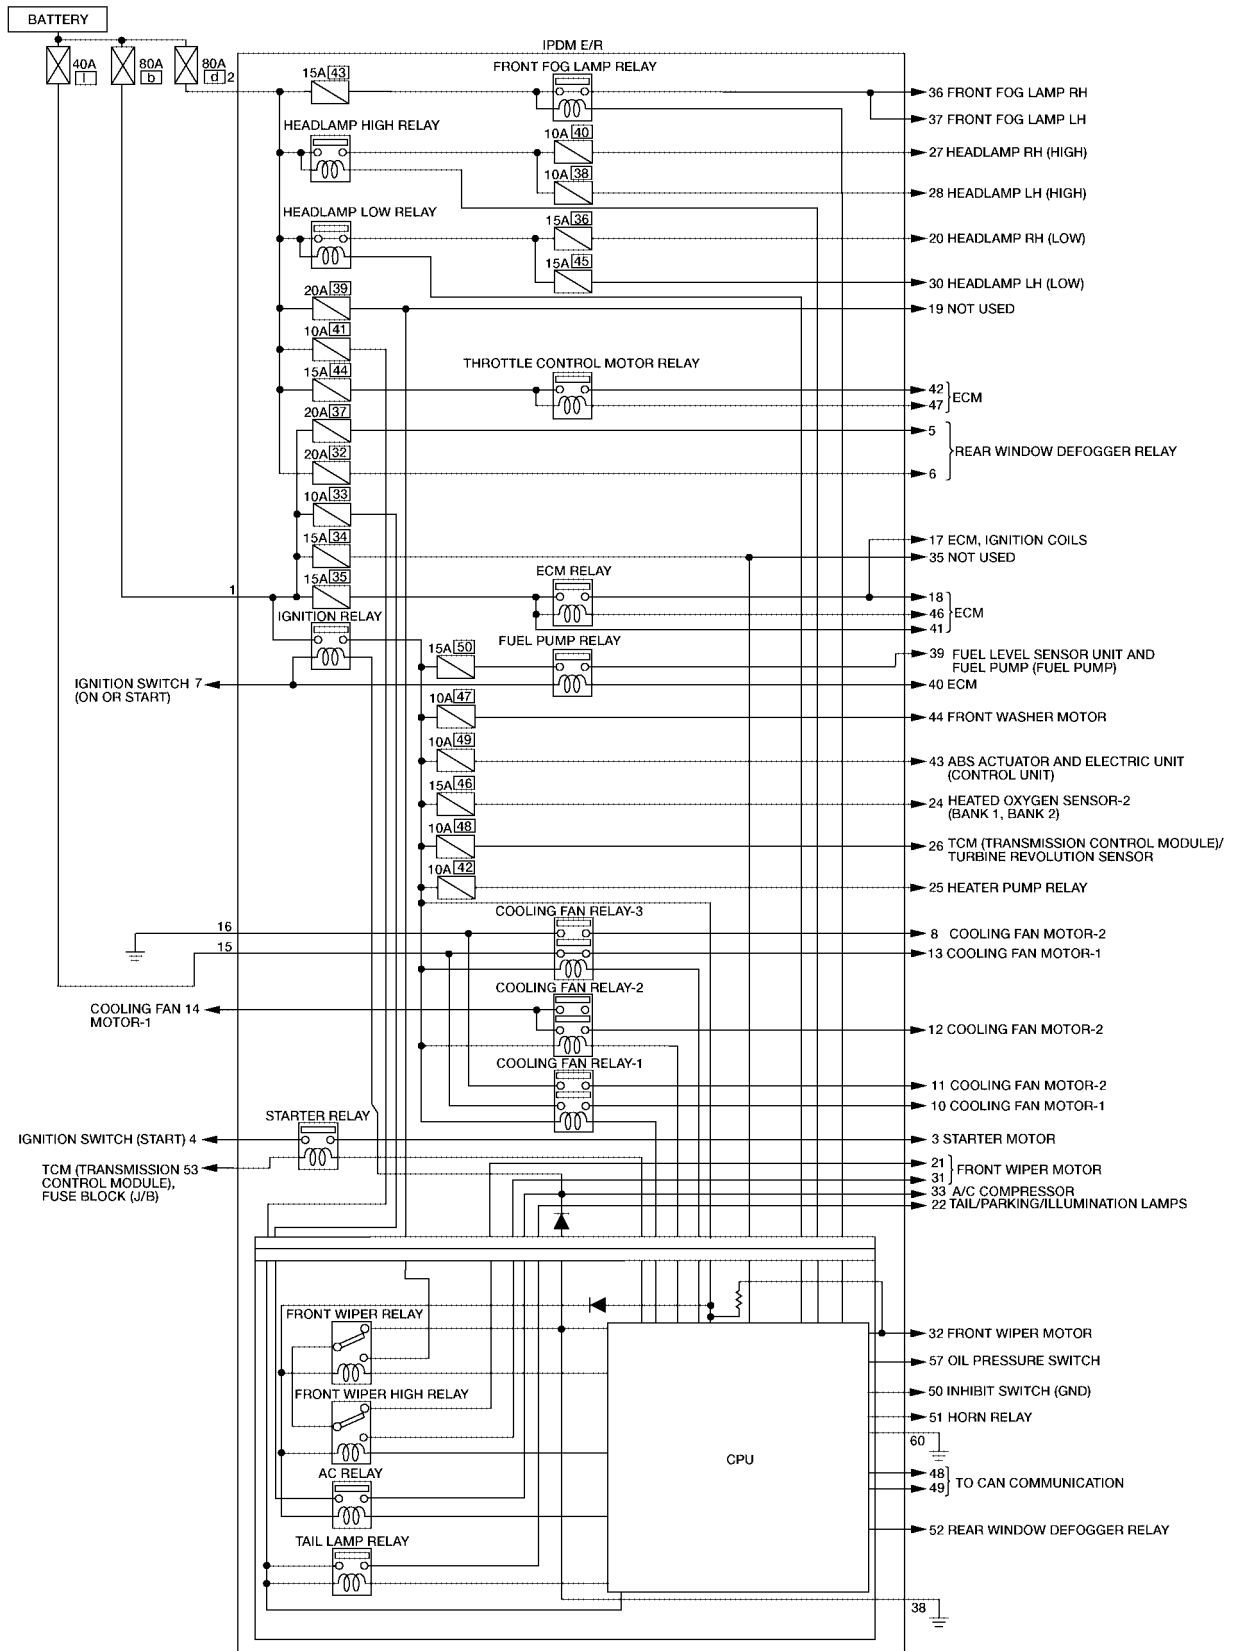 BATTERY
IPDM E/R
40A
I
80A
b
80A
d
2
15A 43
FRONT FOG LAMP RELAY
36 FRONT FOG LAMP RH
37 FRONT FOG LAMP LH
HEADLAMP HIGH RELAY
10A 40
27 HEADLAMP RH (HIGH)
10A 38
28 HEADLAMP LH (HIGH)
HEADLAMP LOW RELAY
15A 36
20 HEADLAMP RH (LOW)
15A 45
30 HEADLAMP LH (LOW)
20A 39
19 NOT USED
10A 41
15A 44
THROTTLE CONTROL MOTOR RELAY
42
47
ECM
20A 37
5
REAR WINDOW DEFOGGER RELAY
20A 32
6
10A 33
15A 34
17 ECM, IGNITION COILS
35 NOT USED
15A 35
ECM RELAY
1
18
46
ECM
41
IGNITION RELAY
FUEL PUMP RELAY
15A 50
39 FUEL LEVEL SENSOR UNIT AND
FUEL PUMP (FUEL PUMP)
IGNITION SWITCH 7
(ON OR START)
40 ECM
10A 47
44 FRONT WASHER MOTOR
10A 49
43 ABS ACTUATOR AND ELECTRIC UNIT
(CONTROL UNIT)
15A 46
24 HEATED OXYGEN SENSOR-2
(BANK 1, BANK 2)
10A 48
26 TCM (TRANSMISSION CONTROL MODULE)/
TURBINE REVOLUTION SENSOR
10A 42
25 HEATER PUMP RELAY
COOLING FAN RELAY-3
16
8 COOLING FAN MOTOR-2
15
13 COOLING FAN MOTOR-1
COOLING FAN RELAY-2
COOLING FAN 14
MOTOR-1
12 COOLING FAN MOTOR-2
COOLING FAN RELAY-1
11 COOLING FAN MOTOR-2
10 COOLING FAN MOTOR-1
STARTER RELAY
IGNITION SWITCH (START) 4
3 STARTER MOTOR
TCM (TRANSMISSION 53
CONTROL MODULE),
FUSE BLOCK (J/B)
21
31
FRONT WIPER MOTOR
33 A/C COMPRESSOR
22 TAIL/PARKING/ILLUMINATION LAMPS
FRONT WIPER RELAY
32 FRONT WIPER MOTOR
57 OIL PRESSURE SWITCH
FRONT WIPER HIGH RELAY
50 INHIBIT SWITCH (GND)
51 HORN RELAY
60
CPU
AC RELAY
48
49
TO CAN COMMUNICATION
52 REAR WINDOW DEFOGGER RELAY
TAIL LAMP RELAY
38